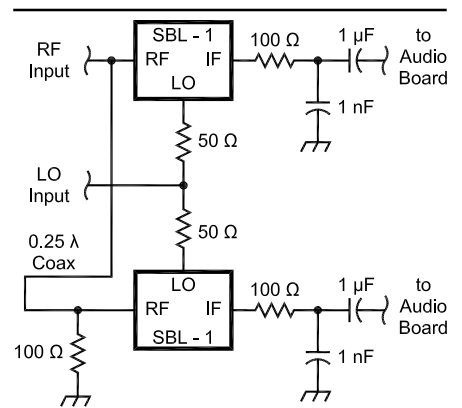 SBL - 1
RF
Input
RF
IF
LO
100 Ω
1 µF
to
Audio
Board
1 nF
50 Ω
LO
Input
50 Ω
0.25 λ
Coax
LO
RF
IF
SBL - 1
100 Ω
1 µF
to
Audio
Board
100 Ω
1 nF